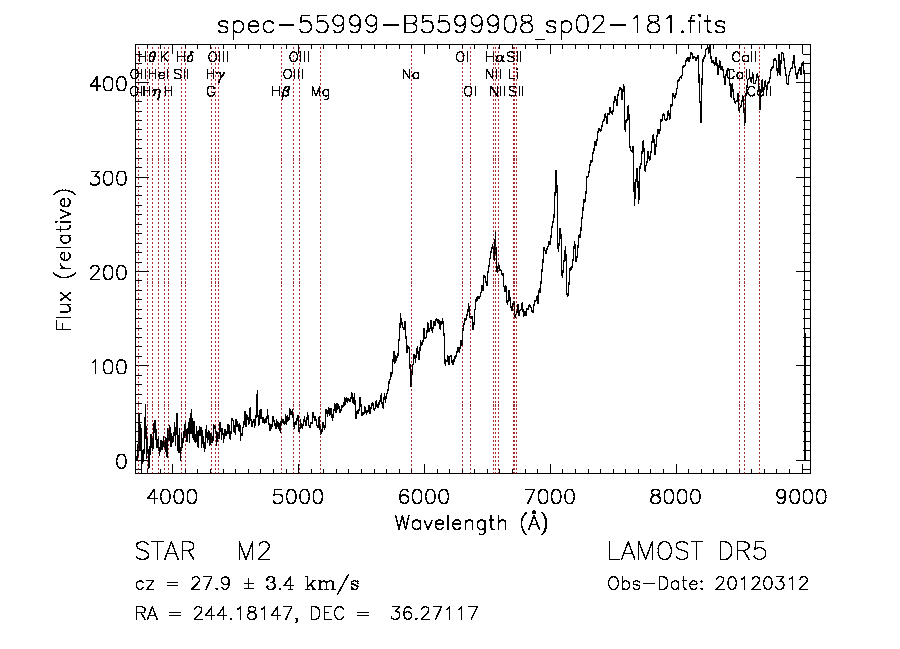 spec-55999-B5599908_sp02-181.fits
Hθ K Hδ OIII OIII OI Hα SII CaII
OII HeI SII Hγ OIII Na NII Li CaII
OII Hη H G Hβ Mg OI NII SII CaII
400
300
200
100
0
Flux (relative)
4000 5000 6000 7000 8000 9000
Wavelength (Å)
STAR M2 LAMOST DR5
cz = 27.9 ± 3.4 km/s Obs-Date: 20120312
RA = 244.18147, DEC = 36.27117